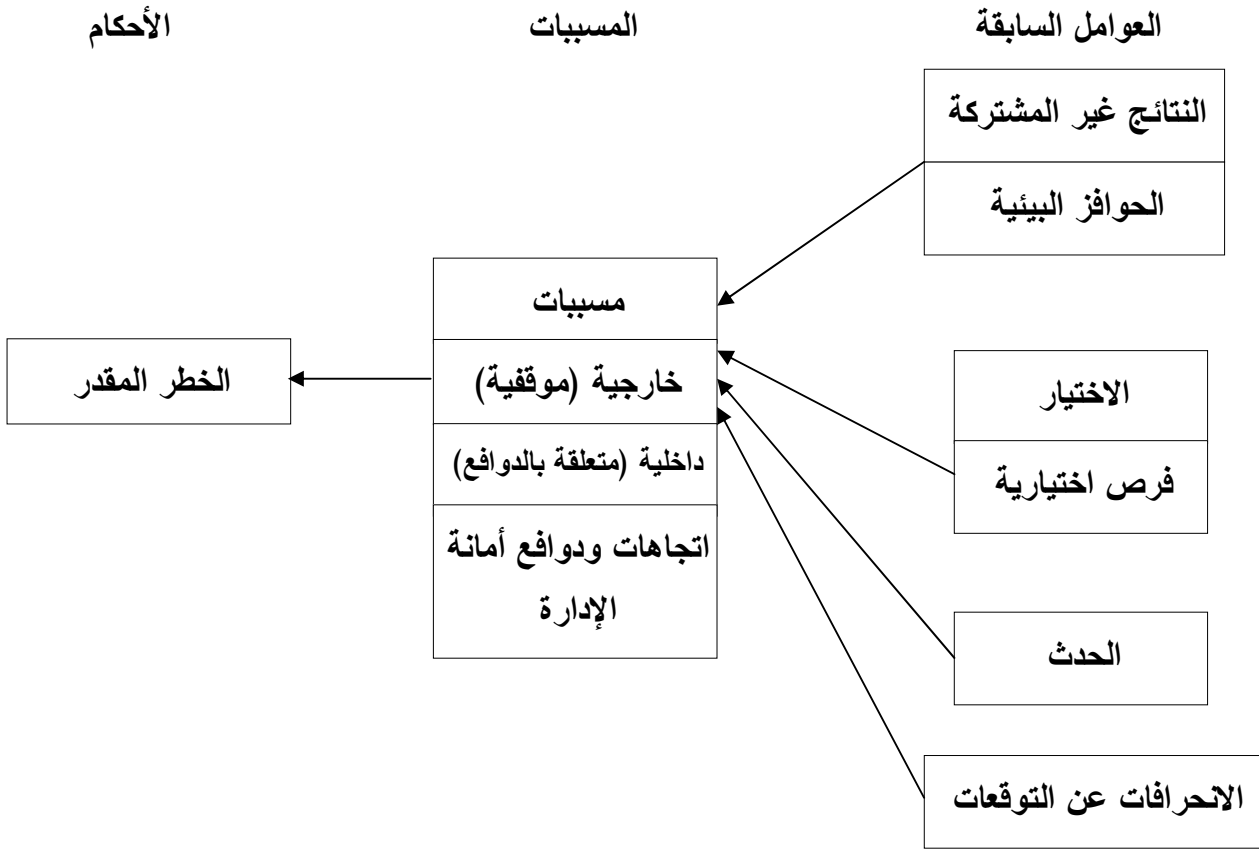 العوامل السابقة
المسببات
الأحكام
النتائج غير المشتركة
الحوافز البيئية
مسببات
خارجية (موقفية)
داخلية (متعلقة بالدوافع)
اتجاهات ودوافع أمانة
الإدارة
الخطر المقدر
الاختيار
فرص اختيارية
الحدث
الانحرافات عن التوقعات